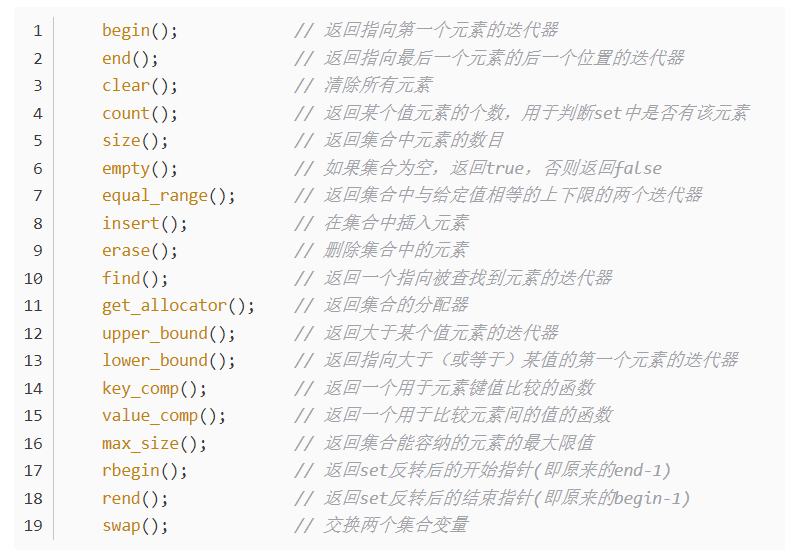 1 begin(); // 返回指向第一个元素的迭代器
2 end(); // 返回指向最后一个元素的后一个位置的迭代器
3 clear(); // 清除所有元素
4 count(); // 返回某个值元素的个数，用于判断set中是否有该元素
5 size(); // 返回集合中元素的数目
6 empty(); // 如果集合为空，返回true，否则返回false
7 equal_range(); // 返回集合中与给定值相等的上下限的两个迭代器
8 insert(); // 在集合中插入元素
9 erase(); // 删除集合中的元素
10 find(); // 返回一个指向被查找到元素的迭代器
11 get_allocator(); // 返回集合的分配器
12 upper_bound(); // 返回大于某个值元素的迭代器
13 lower_bound(); // 返回指向大于（或等于）某值的第一个元素的迭代器
14 key_comp(); // 返回一个用于元素键值比较的函数
15 value_comp(); // 返回一个用于比较元素间的值的函数
16 max_size(); // 返回集合能容纳的元素的最大限值
17 rbegin(); // 返回set反转后的开始指针(即原来的end-1)
18 rend(); // 返回set反转后的结束指针(即原来的begin-1)
19 swap(); // 交换两个集合变量